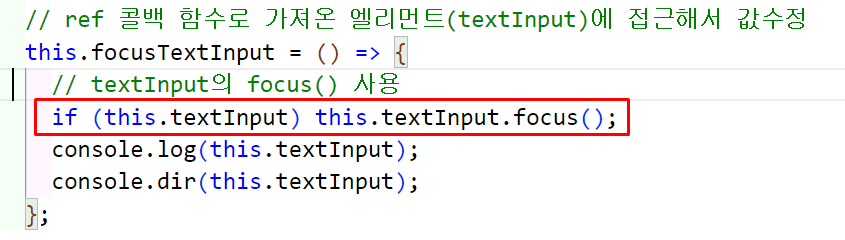 // ref 콜백 함수로 가져온 엘리먼트(textInput)에 접근해서 값수정
this.focusTextInput = () => {
// textInput의 focus() 사용
if (this.textInput) this.textInput.focus();
console.log(this.textInput);
console.dir(this.textInput);
};